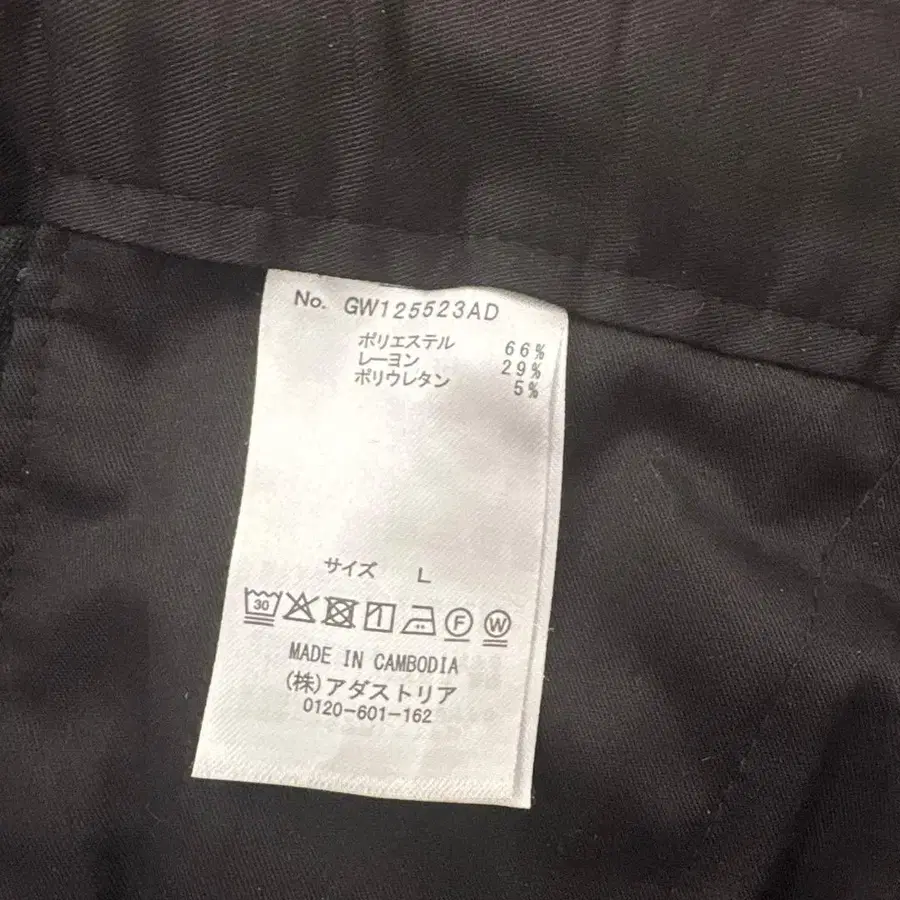 No. GW125523AD
ポリエステル 66%
レーヨン 29%
ポリウレタン 5%
サイズ L
30 F W
MADE IN CAMBODIA
(株)アダストリア
0120-601-162